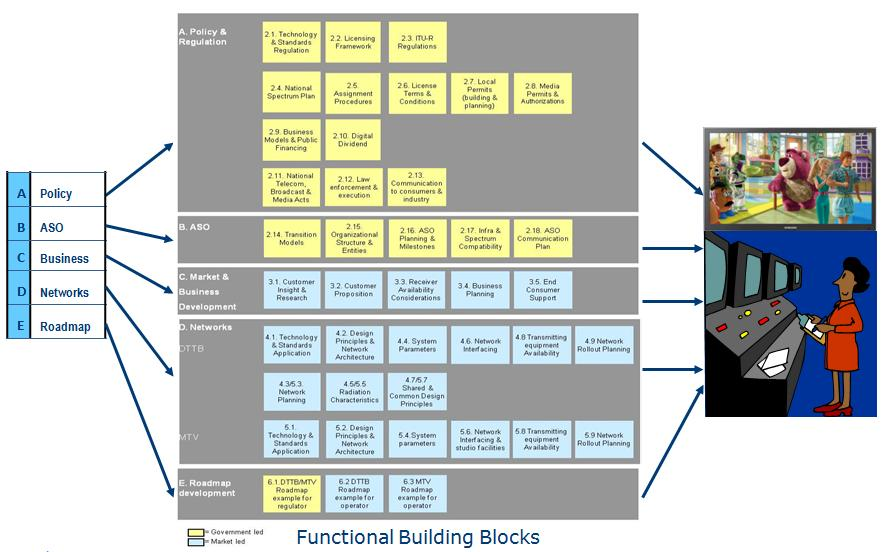 A. Policy &
Regulation
2.1. Technology
& Standards
Regulation
2.2. Licensing
Framework
2.3. ITU-R
Regulations
2.4. National
Spectrum Plan
2.5.
Assignment
Procedures
2.6. License
Terms &
Conditions
2.7. Local
Permits
(building &
planning)
2.8. Media
Permits &
Authorizations
2.9. Business
Models & Public
Financing
2.10. Digital
Dividend
2.11. National
Telecom,
Broadcast &
Media Acts
2.12. Law
enforcement &
execution
2.13.
Communication
to consumers &
industry
A Policy
B ASO
C Business
D Networks
E Roadmap
B. ASO
2.14. Transition
Models
2.15.
Organizational
Structure &
Entities
2.16. ASO
Planning &
Milestones
2.17. Infra &
Spectrum
Compatibility
2.18. ASO
Communication
Plan
C. Market &
Business
Development
3.1. Customer
Insight &
Research
3.2. Customer
Proposition
3.3. Receiver
Availability
Considerations
3.4. Business
Planning
3.5. End
Consumer
Support
D. Networks
DTTB
4.1. Technology
& Standards
Application
4.2. Design
Principles &
Network
Architecture
4.4. System
Parameters
4.6. Network
Interfacing
4.8 Transmitting
equipment
Availability
4.9 Network
Rollout Planning
4.3/5.3.
Network
Planning
4.5/5.5
Radiation
Characteristics
4.7/5.7
Shared &
Common Design
Principles
MTV
5.1.
Technology &
Standards
Application
5.2. Design
Principles &
Network
Architecture
5.4. System
parameters
5.6. Network
Interfacing &
studio facilities
5.8 Transmitting
equipment
Availability
5.9 Network
Rollout Planning
E. Roadmap
development
6.1. DTTB/MTV
Roadmap
example for
regulator
6.2 DTTB
Roadmap
example for
operator
6.3 MTV
Roadmap
example for
operator
= Government led
= Market led
Functional Building Blocks